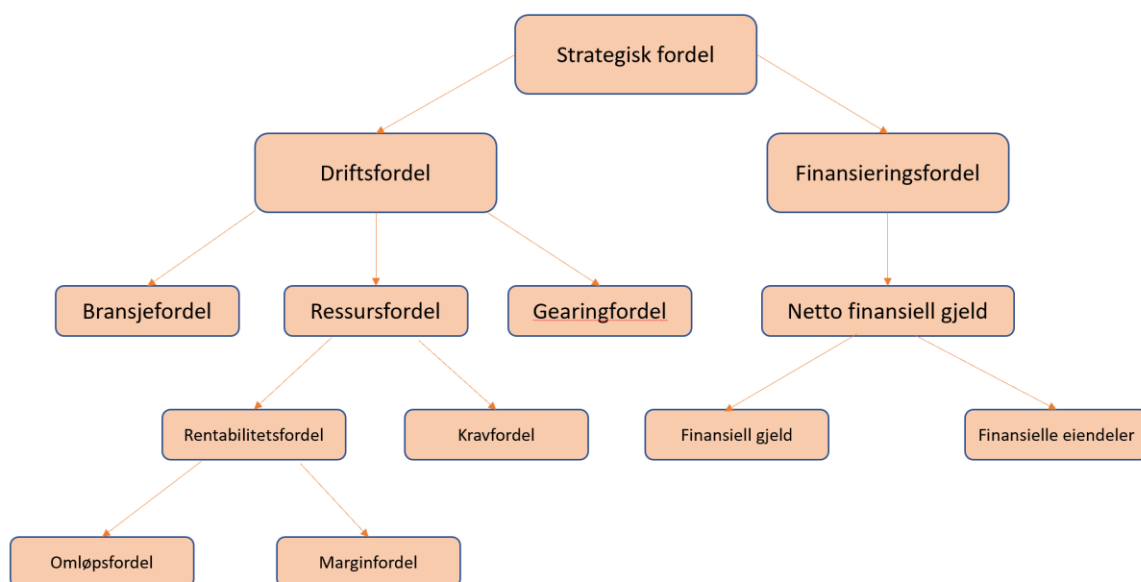 Strategisk fordel
Driftsfordel
Finansieringsfordel
Bransjefordel
Ressursfordel
Gearingfordel
Netto finansiell gjeld
Rentabilitetsfordel
Kravfordel
Finansiell gjeld
Finansielle eiendeler
Omløpsfordel
Marginfordel